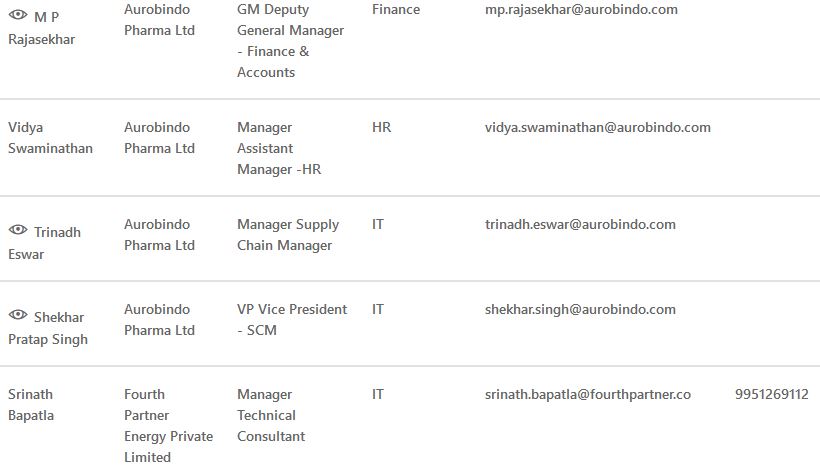 M P Rajasekhar Aurobindo Pharma Ltd GM Deputy General Manager - Finance & Accounts Finance mp.rajasekhar@aurobindo.com
Vidya Swaminathan Aurobindo Pharma Ltd Manager Assistant Manager -HR HR vidya.swaminathan@aurobindo.com
Trinadh Eswar Aurobindo Pharma Ltd Manager Supply Chain Manager IT trinadh.eswar@aurobindo.com
Shekhar Pratap Singh Aurobindo Pharma Ltd VP Vice President - SCM IT shekhar.singh@aurobindo.com
Srinath Bapatla Fourth Partner Energy Private Limited Manager Technical Consultant IT srinath.bapatla@fourthpartner.co 9951269112